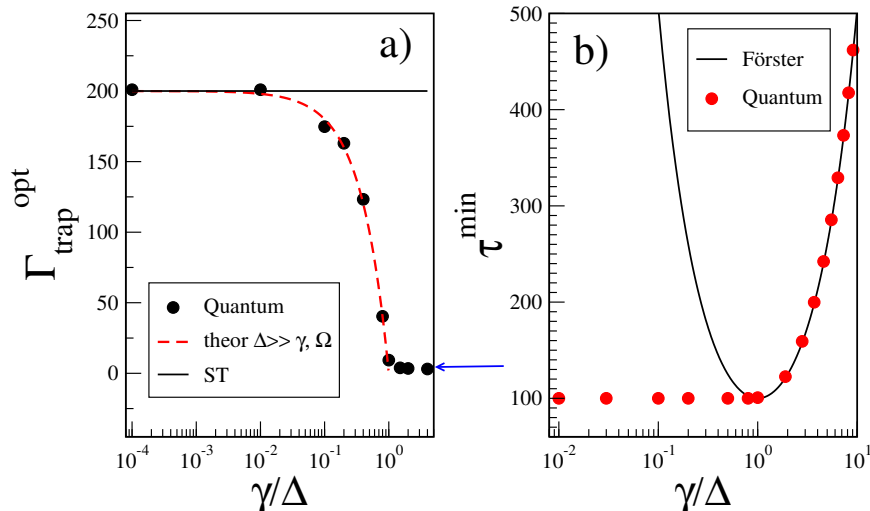 a)
250
200
150
100
50
0
Γ trap opt
Quantum
theor Δ>> γ, Ω
ST
10^-4 10^-3 10^-2 10^-1 10^0
γ/Δ
b)
500
400
300
200
100
τ min
Förster
Quantum
10^-2 10^-1 10^0 10^1
γ/Δ